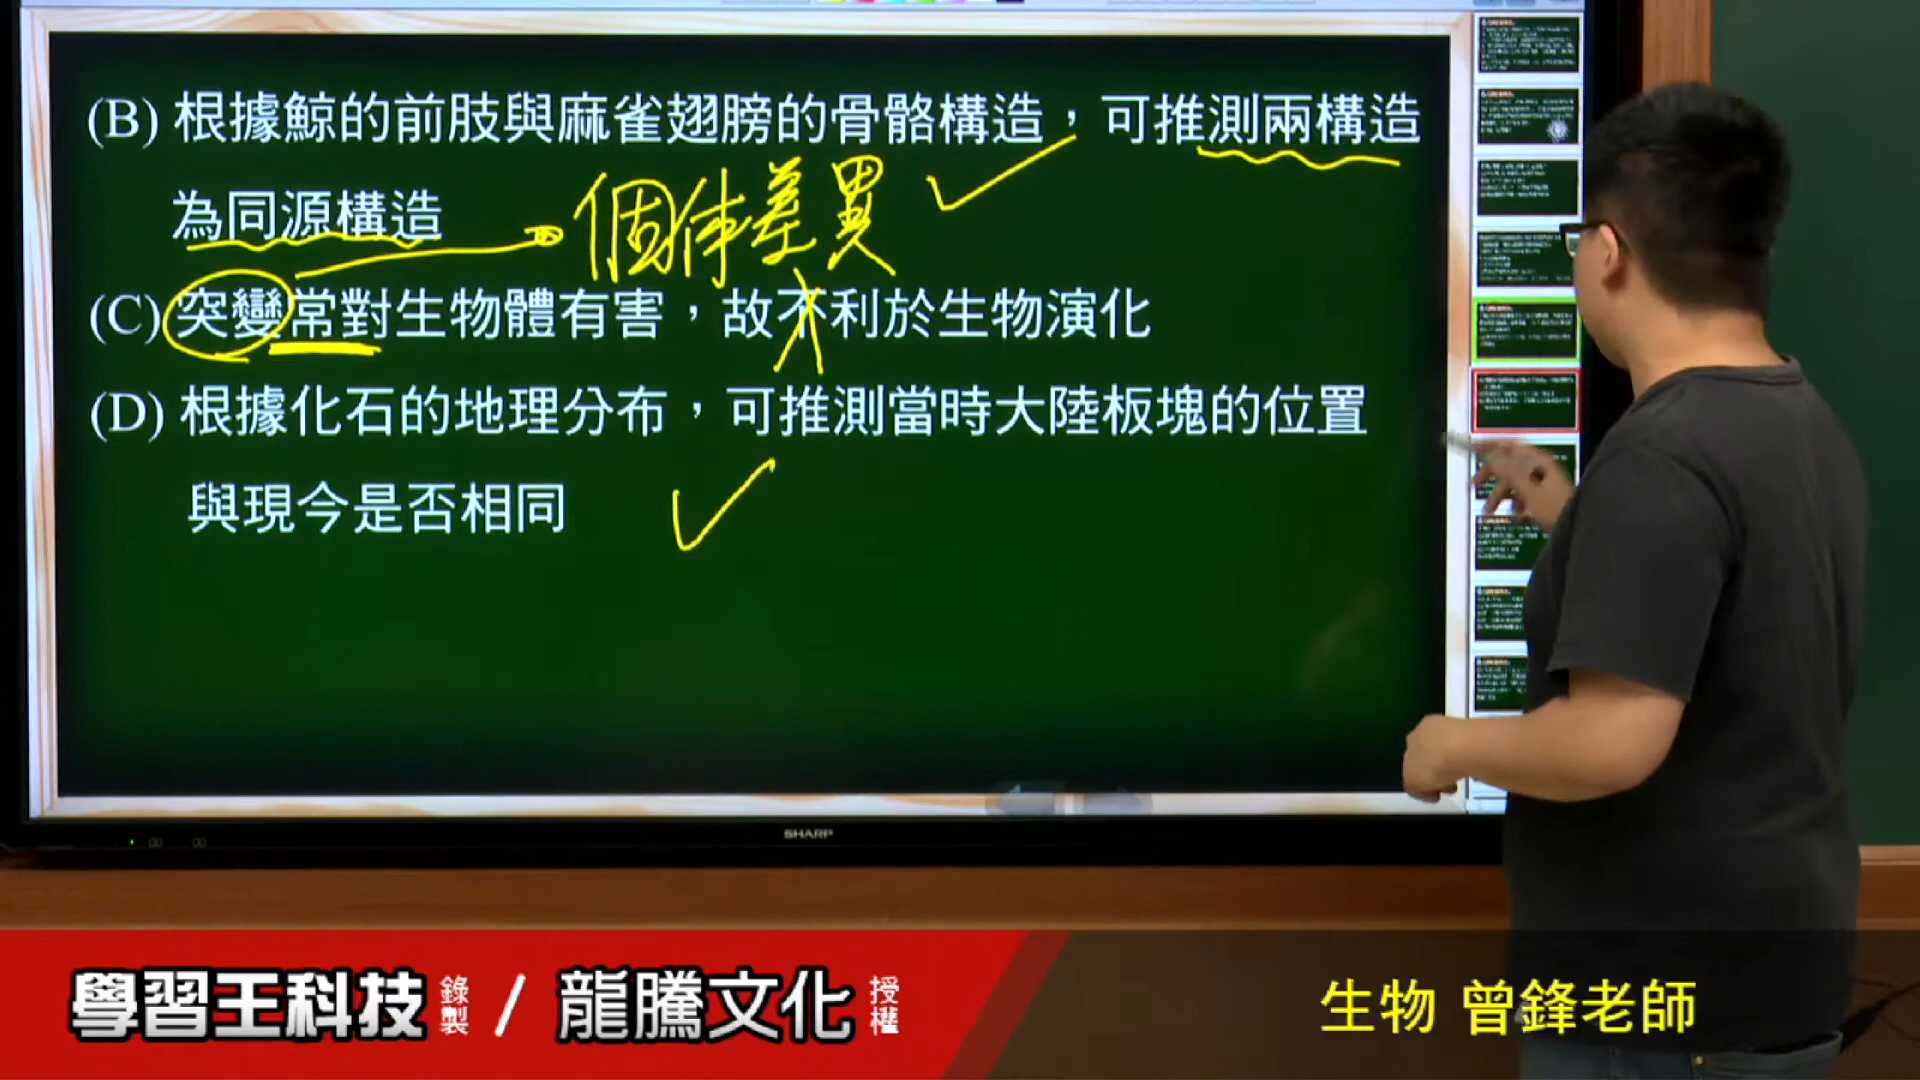 (B) 根據鯨的前肢與麻雀翅膀的骨骼構造，可推測兩構造
為同源構造
個体差異
(C) 突變常對生物體有害，故不利於生物演化
(D) 根據化石的地理分布，可推測當時大陸板塊的位置
與現今是否相同
SHARP
學習王科技 錄製 / 龍騰文化 授權
生物 曾鋒老師